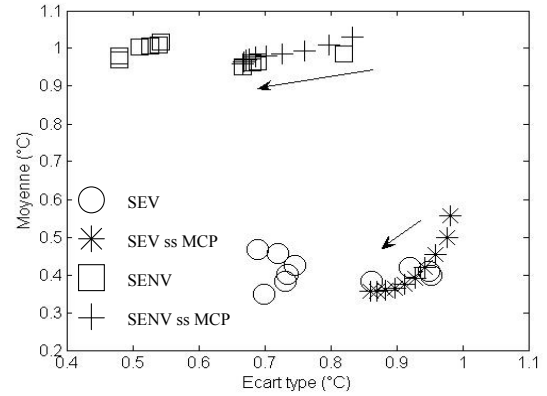 1.1
1
0.9
0.8
0.7
0.6
0.5
0.4
0.3
0.2
Moyenne (°C)
SEV
SEV ss MCP
SENV
SENV ss MCP
0.4 0.5 0.6 0.7 0.8 0.9 1 1.1
Ecart type (°C)